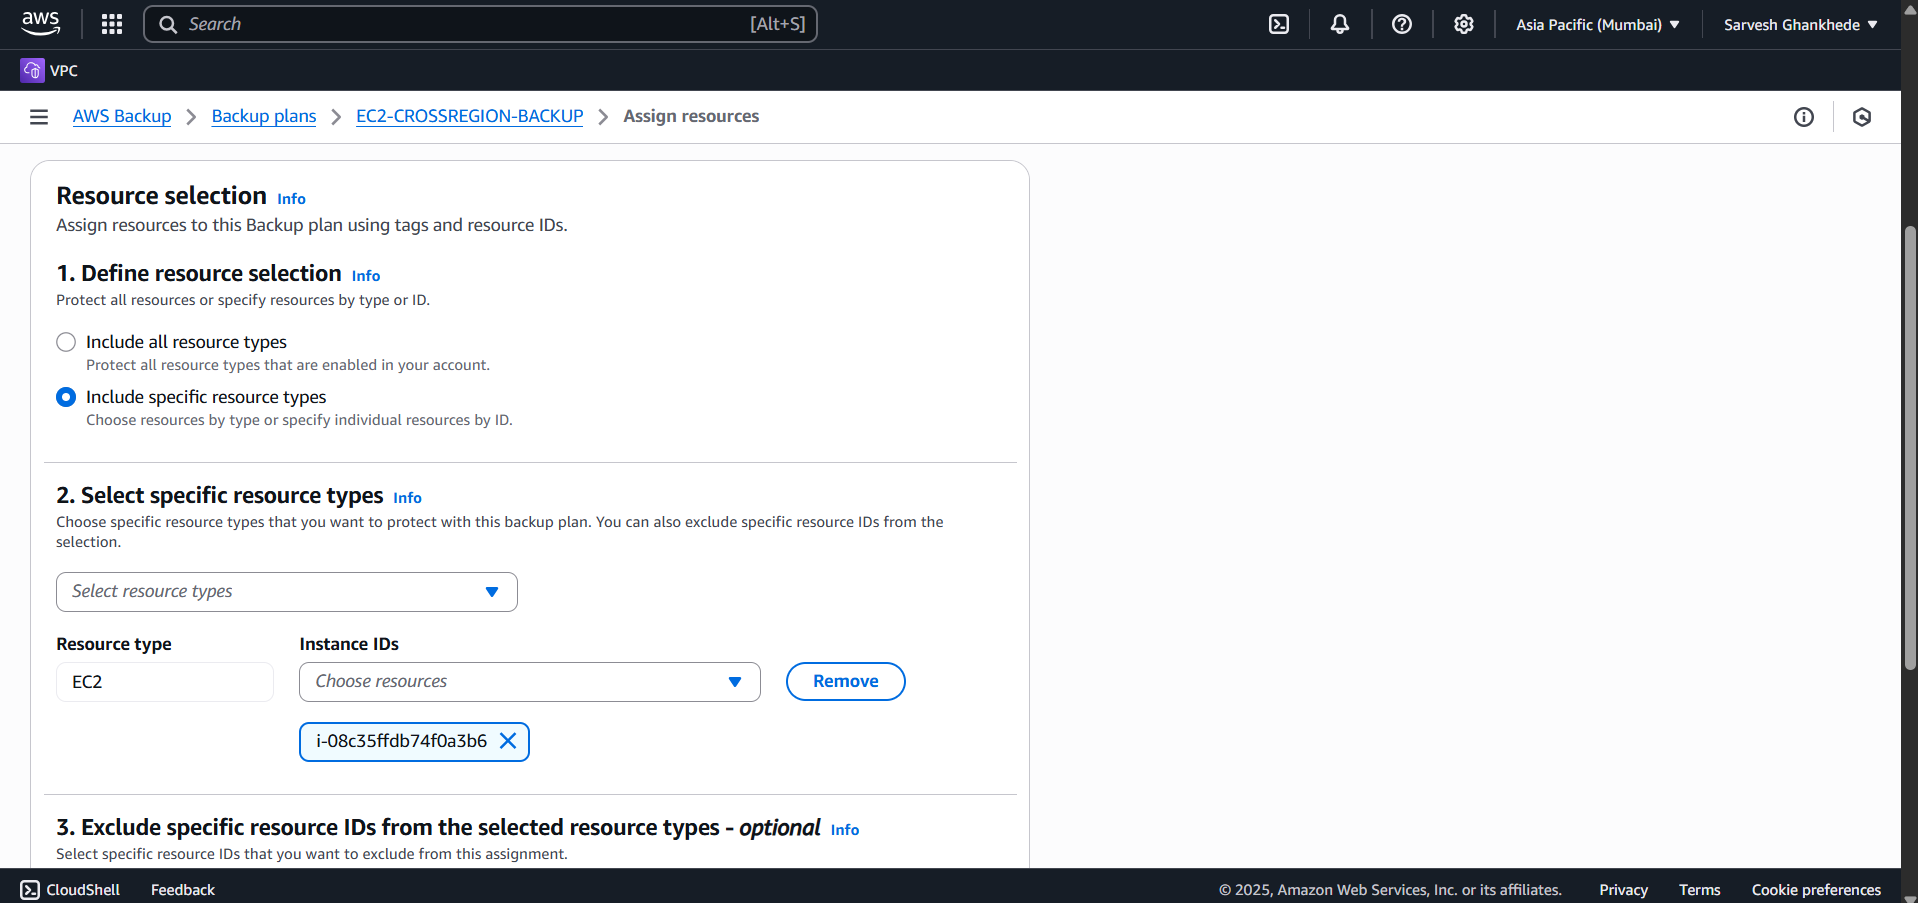 aws
Search [Alt+S]
Asia Pacific (Mumbai)
Sarvesh Ghankhede
VPC
AWS Backup
Backup plans
EC2-CROSSREGION-BACKUP
Assign resources
Resource selection Info
Assign resources to this Backup plan using tags and resource IDs.
1. Define resource selection Info
Protect all resources or specify resources by type or ID.
Include all resource types
Protect all resource types that are enabled in your account.
Include specific resource types
Choose resources by type or specify individual resources by ID.
2. Select specific resource types Info
Choose specific resource types that you want to protect with this backup plan. You can also exclude specific resource IDs from the
selection.
Select resource types
Resource type Instance IDs
EC2 Choose resources Remove
i-08c35ffdb74f0a3b6
3. Exclude specific resource IDs from the selected resource types - optional Info
Select specific resource IDs that you want to exclude from this assignment.
CloudShell Feedback © 2025, Amazon Web Services, Inc. or its affiliates. Privacy Terms Cookie preferences